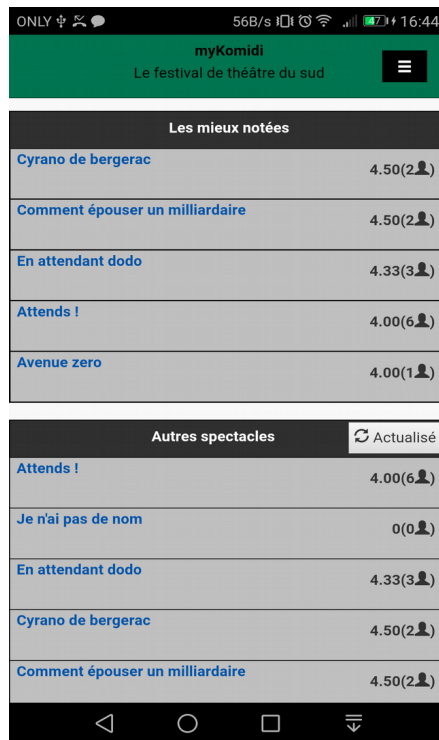 ONLY 56B/s 47 16:44
myKomidi
Le festival de théâtre du sud
Les mieux notées
Cyrano de bergerac
4.50(2)
Comment épouser un milliardaire
4.50(2)
En attendant dodo
4.33(3)
Attends !
4.00(6)
Avenue zero
4.00(1)
Autres spectacles Actualisé
Attends !
4.00(6)
Je n'ai pas de nom
0(0)
En attendant dodo
4.33(3)
Cyrano de bergerac
4.50(2)
Comment épouser un milliardaire
4.50(2)